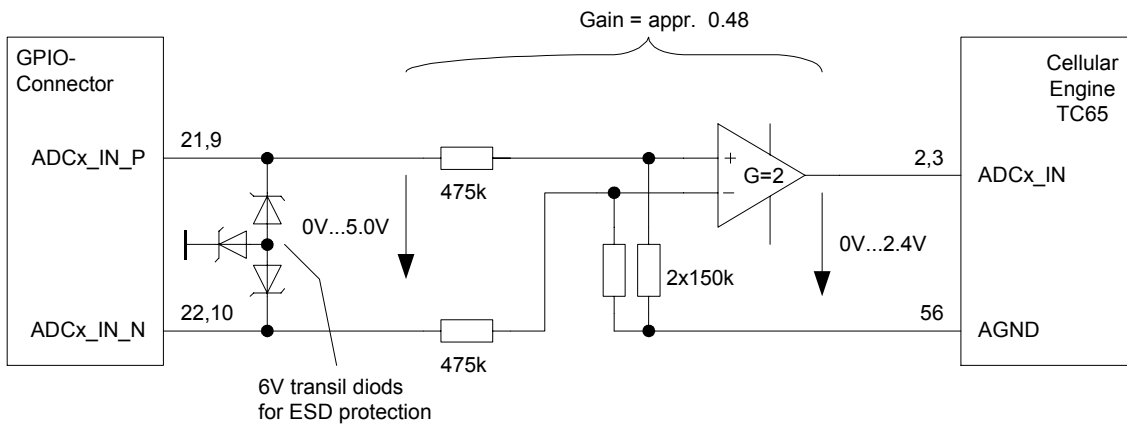 Gain = appr. 0.48
GPIO-
Connector
Cellular
Engine
TC65
ADCx_IN_P
21,9
475k
+
−
G=2
2,3
ADCx_IN
0V...5.0V
0V...2.4V
2x150k
ADCx_IN_N
22,10
475k
56
AGND
6V transil diods
for ESD protection